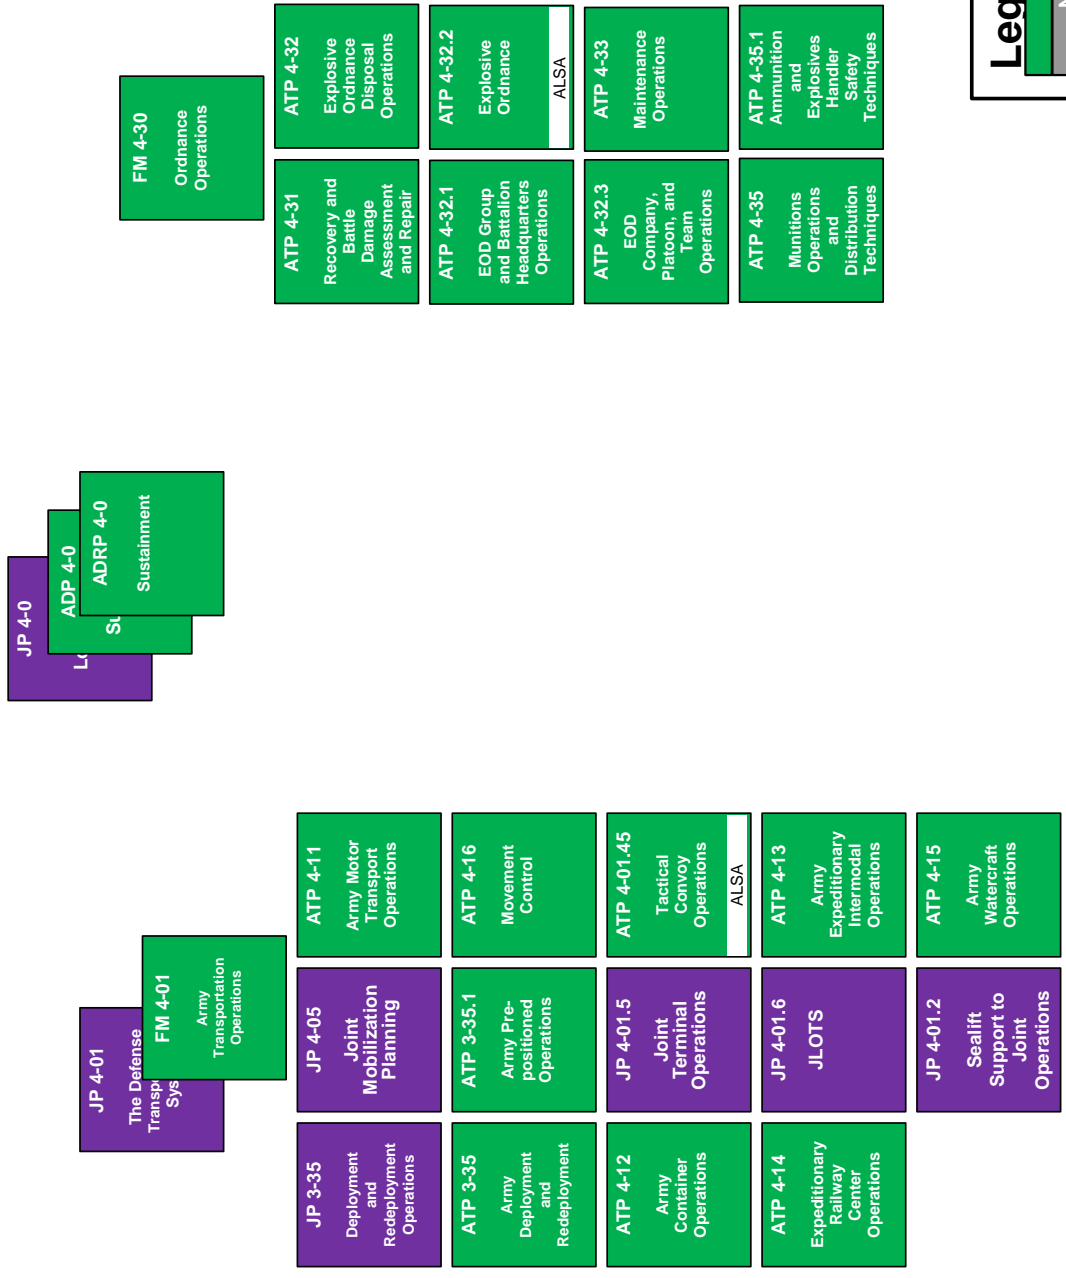 JP 4-01
The Defense
Transpo
Sys
FM 4-01
Army
Transportation
Operations
JP 3-35
Deployment
and
Redeployment
Operations
JP 4-05
Joint
Mobilization
Planning
ATP 4-11
Army Motor
Transport
Operations
ATP 3-35
Army
Deployment
and
Redeployment
ATP 3-35.1
Army Pre-
positioned
Operations
ATP 4-16
Movement
Control
ATP 4-12
Army
Container
Operations
JP 4-01.5
Joint
Terminal
Operations
ATP 4-01.45
Tactical
Convoy
Operations
ALSA
ATP 4-14
Expeditionary
Railway
Center
Operations
JP 4-01.6
JLOTS
ATP 4-13
Army
Expeditionary
Intermodal
Operations
JP 4-01.2
Sealift
Support to
Joint
Operations
ATP 4-15
Army
Watercraft
Operations
JP 4-0
Lo
ADP 4-0
Su
ADRP 4-0
Sustainment
FM 4-30
Ordnance
Operations
ATP 4-31
Recovery and
Battle
Damage
Assessment
and Repair
ATP 4-32
Explosive
Ordnance
Disposal
Operations
ATP 4-32.1
EOD Group
and Battalion
Headquarters
Operations
ATP 4-32.2
Explosive
Ordnance
ALSA
ATP 4-32.3
EOD
Company,
Platoon, and
Team
Operations
ATP 4-33
Maintenance
Operations
ATP 4-35
Munitions
Operations
and
Distribution
Techniques
ATP 4-35.1
Ammunition
and
Explosives
Handler
Safety
Techniques
Leg